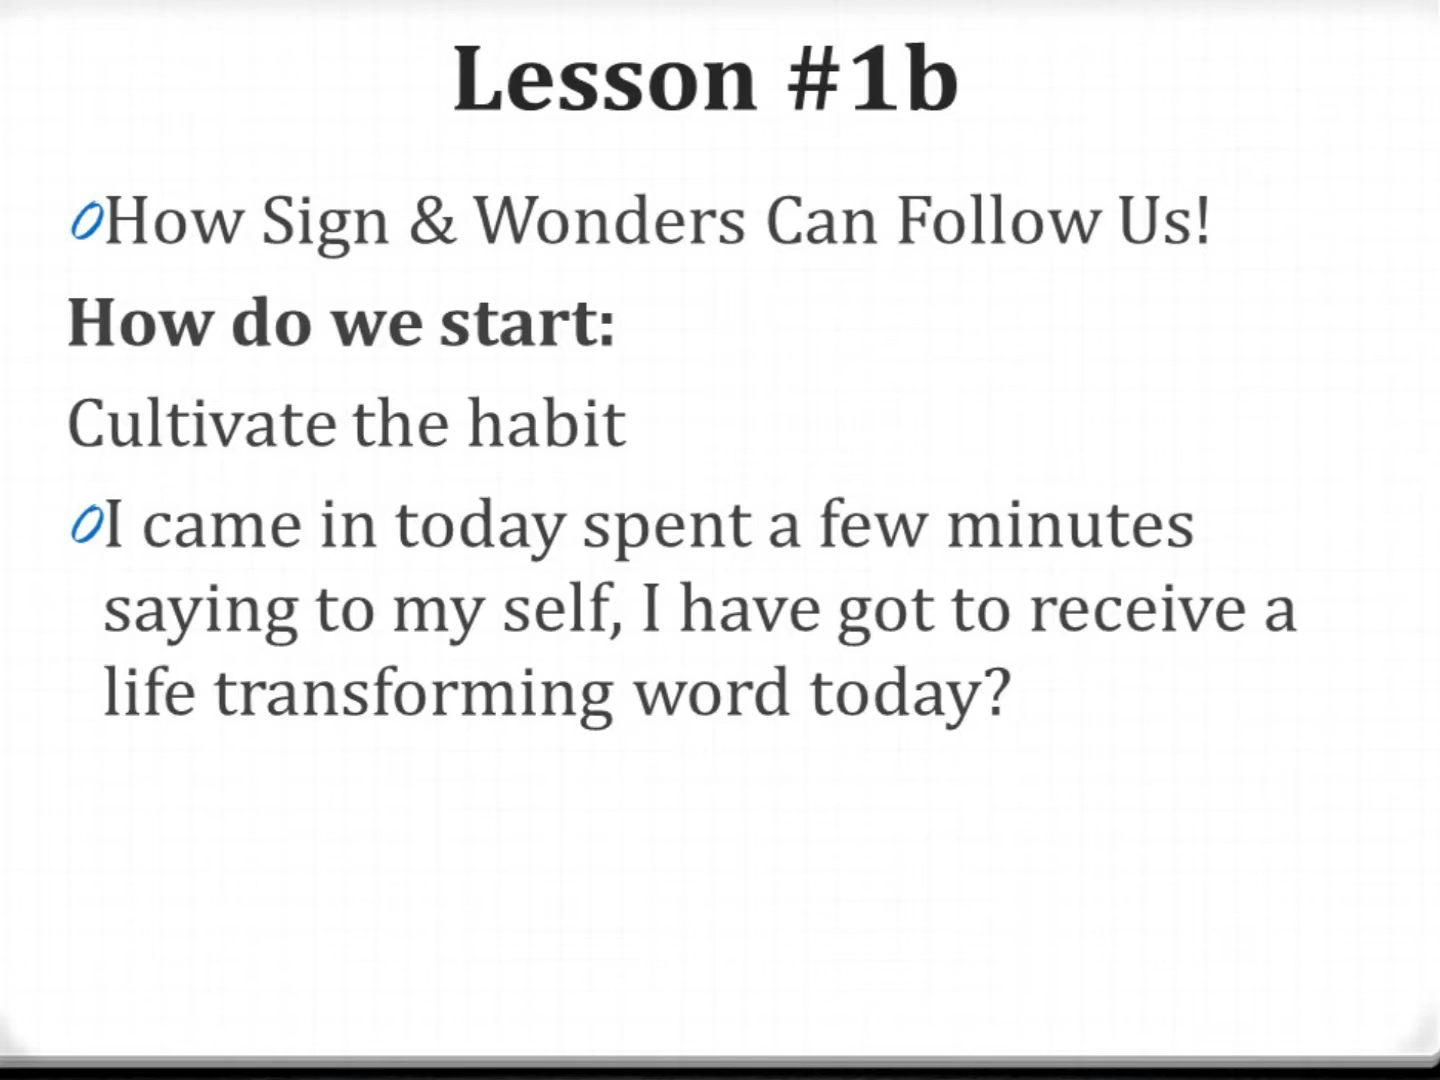 Lesson #1b
How Sign & Wonders Can Follow Us!
How do we start:
Cultivate the habit
I came in today spent a few minutes
saying to my self, I have got to receive a
life transforming word today?